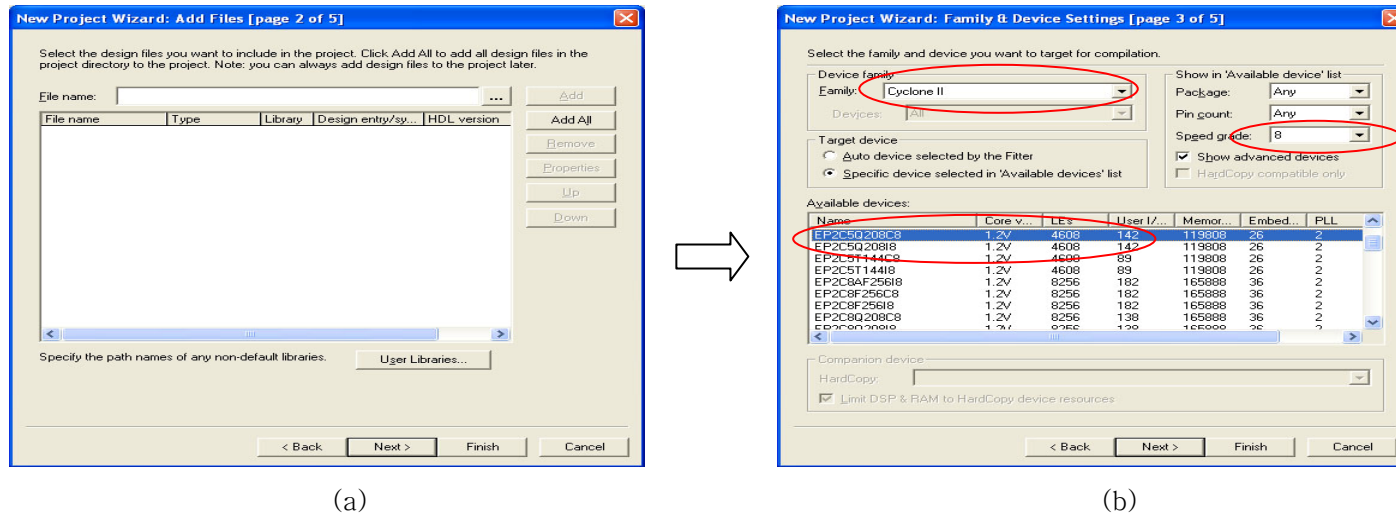 New Project Wizard: Add Files [page 2 of 5]
Select the design files you want to include in the project. Click Add All to add all design files in the
project directory to the project. Note: you can always add design files to the project later.
File name:
...
Add
File name Type Library Design entry/sy... HDL version
Add All
Remove
Properties
Up
Down
Specify the path names of any non-default libraries.
User Libraries...
< Back Next > Finish Cancel
(a)
New Project Wizard: Family & Device Settings [page 3 of 5]
Select the family and device you want to target for compilation.
Device family
Family: Cyclone II
Devices: All
Target device
Auto device selected by the Fitter
Specific device selected in 'Available devices' list
Show in 'Available device' list
Package: Any
Pin count: Any
Speed grade: 8
Show advanced devices
HardCopy compatible only
Available devices:
Name Core v... LEs User I/... Memor... Embed... PLL
EP2C5Q208C8 1.2V 4608 142 119808 26 2
EP2C5Q208I8 1.2V 4608 142 119808 26 2
EP2C5T144C8 1.2V 4608 89 119808 26 2
EP2C5T144I8 1.2V 4608 89 119808 26 2
EP2C8AF256I8 1.2V 8256 182 165888 36 2
EP2C8F256C8 1.2V 8256 182 165888 36 2
EP2C8F256I8 1.2V 8256 182 165888 36 2
EP2C8Q208C8 1.2V 8256 138 165888 36 2
EP2C8Q208I8 1.2V 8256 138 165888 36 2
Companion device
HardCopy:
Limit DSP & RAM to HardCopy device resources
< Back Next > Finish Cancel
(b)